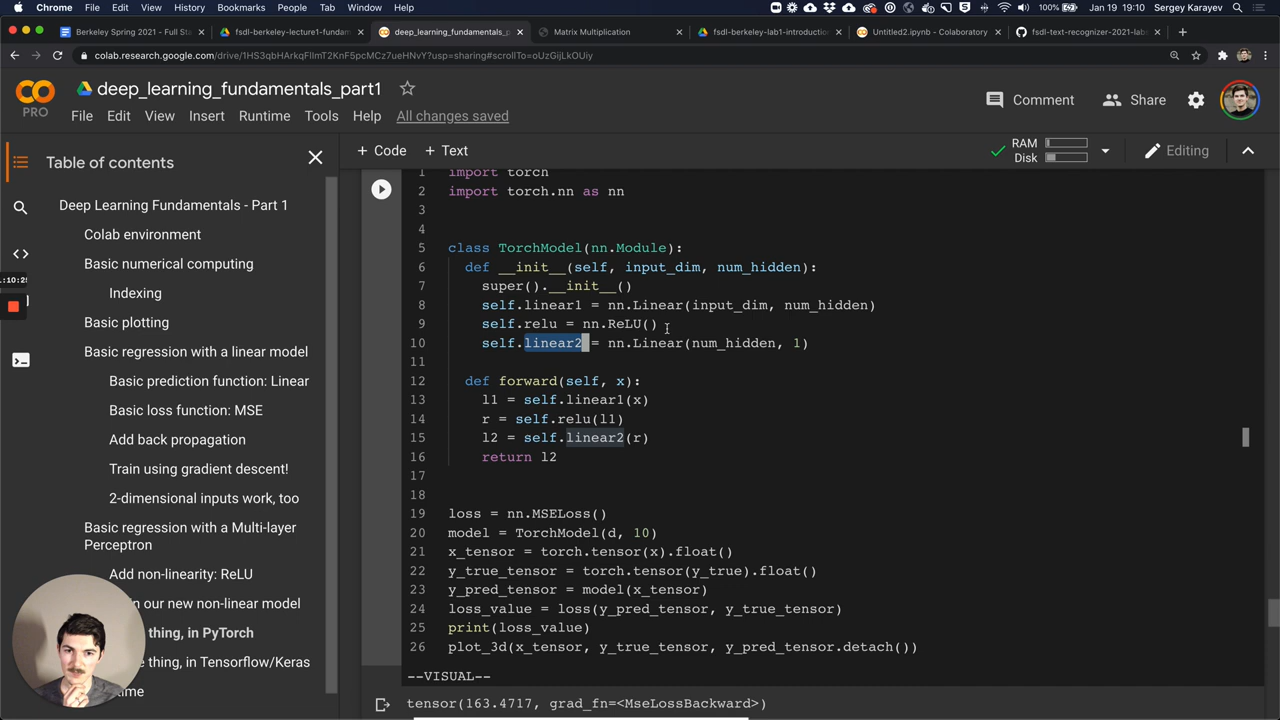 Chrome File Edit View History Bookmarks People Tab Window Help 100% Jan 19 19:10 Sergey Karayev
Berkeley Spring 2021 - Full Sta
fsdl-berkeley-lecture1-fundam
deep_learning_fundamentals_p
Matrix Multiplication
fsdl-berkeley-lab1-introduction
Untitled2.ipynb - Colaboratory
fsdl-text-recognizer-2021-labs
colab.research.google.com/drive/1HS3qbHArkqFlImT2KnF5pcMCz7ueHNvY?usp=sharing#scrollTo=oUzGijLkOUiy
deep_learning_fundamentals_part1
PRO
File Edit View Insert Runtime Tools Help All changes saved
Comment Share
+ Code + Text
RAM
Disk
Editing
Table of contents
Deep Learning Fundamentals - Part 1
Colab environment
Basic numerical computing
Indexing
Basic plotting
Basic regression with a linear model
Basic prediction function: Linear
Basic loss function: MSE
Add back propagation
Train using gradient descent!
2-dimensional inputs work, too
Basic regression with a Multi-layer
Perceptron
Add non-linearity: ReLU
our new non-linear model
thing, in PyTorch
thing, in Tensorflow/Keras
time
1:10:25
1 import torch
2 import torch.nn as nn
3
4
5 class TorchModel(nn.Module):
6 def __init__(self, input_dim, num_hidden):
7 super().__init__()
8 self.linear1 = nn.Linear(input_dim, num_hidden)
9 self.relu = nn.ReLU()
10 self.linear2 = nn.Linear(num_hidden, 1)
11
12 def forward(self, x):
13 l1 = self.linear1(x)
14 r = self.relu(l1)
15 l2 = self.linear2(r)
16 return l2
17
18
19 loss = nn.MSELoss()
20 model = TorchModel(d, 10)
21 x_tensor = torch.tensor(x).float()
22 y_true_tensor = torch.tensor(y_true).float()
23 y_pred_tensor = model(x_tensor)
24 loss_value = loss(y_pred_tensor, y_true_tensor)
25 print(loss_value)
26 plot_3d(x_tensor, y_true_tensor, y_pred_tensor.detach())
--VISUAL--
tensor(163.4717, grad_fn=<MseLossBackward>)